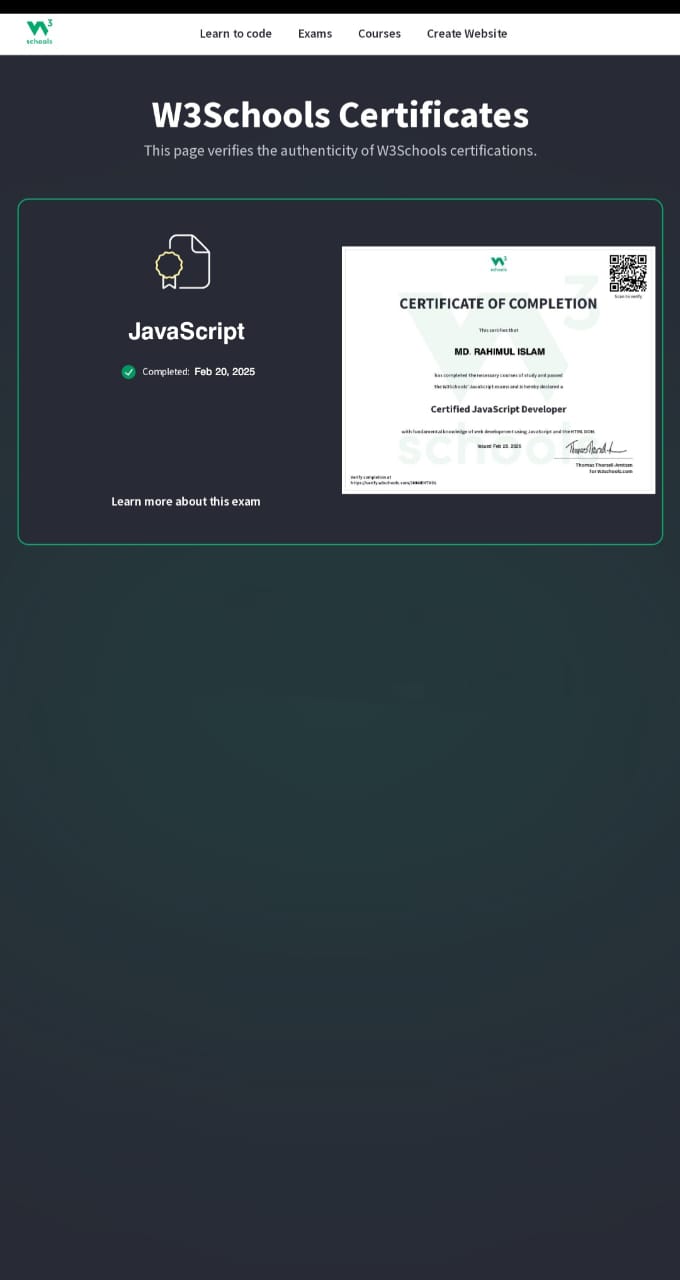 W3
schools
Learn to code Exams Courses Create Website
W3Schools Certificates
This page verifies the authenticity of W3Schools certifications.
JavaScript
Completed: Feb 20, 2025
Learn more about this exam
W3
schools
Scan to verify
CERTIFICATE OF COMPLETION
This certifies that
MD. RAHIMUL ISLAM
has completed the necessary courses of study and passed
the W3Schools' JavaScript exams and is hereby declared a
Certified JavaScript Developer
with fundamental knowledge of web development using JavaScript and the HTML DOM.
Issued Feb 20, 2025
Thomas Thorsell-Arntsen
for W3schools.com
Verify completion at
https://verify.w3schools.com/